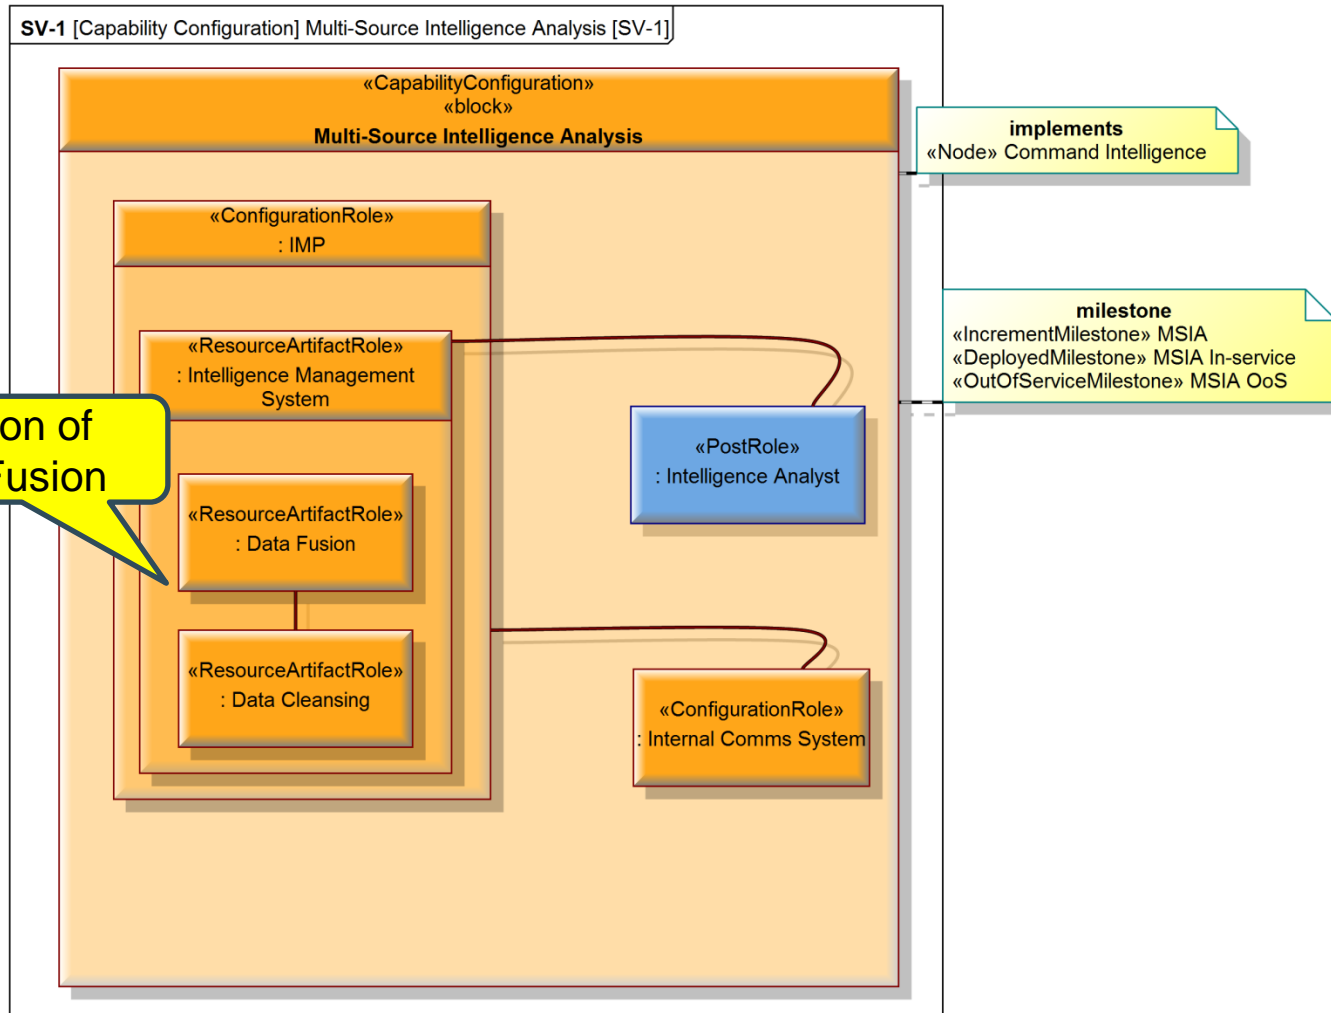 SV-1 [Capability Configuration] Multi-Source Intelligence Analysis [SV-1]
«CapabilityConfiguration»
«block»
Multi-Source Intelligence Analysis
implements
«Node» Command Intelligence
«ConfigurationRole»
: IMP
milestone
«IncrementMilestone» MSIA
«DeployedMilestone» MSIA In-service
«OutOfServiceMilestone» MSIA OoS
«ResourceArtifactRole»
: Intelligence Management
System
on of
Fusion
«PostRole»
: Intelligence Analyst
«ResourceArtifactRole»
: Data Fusion
«ResourceArtifactRole»
: Data Cleansing
«ConfigurationRole»
: Internal Comms System